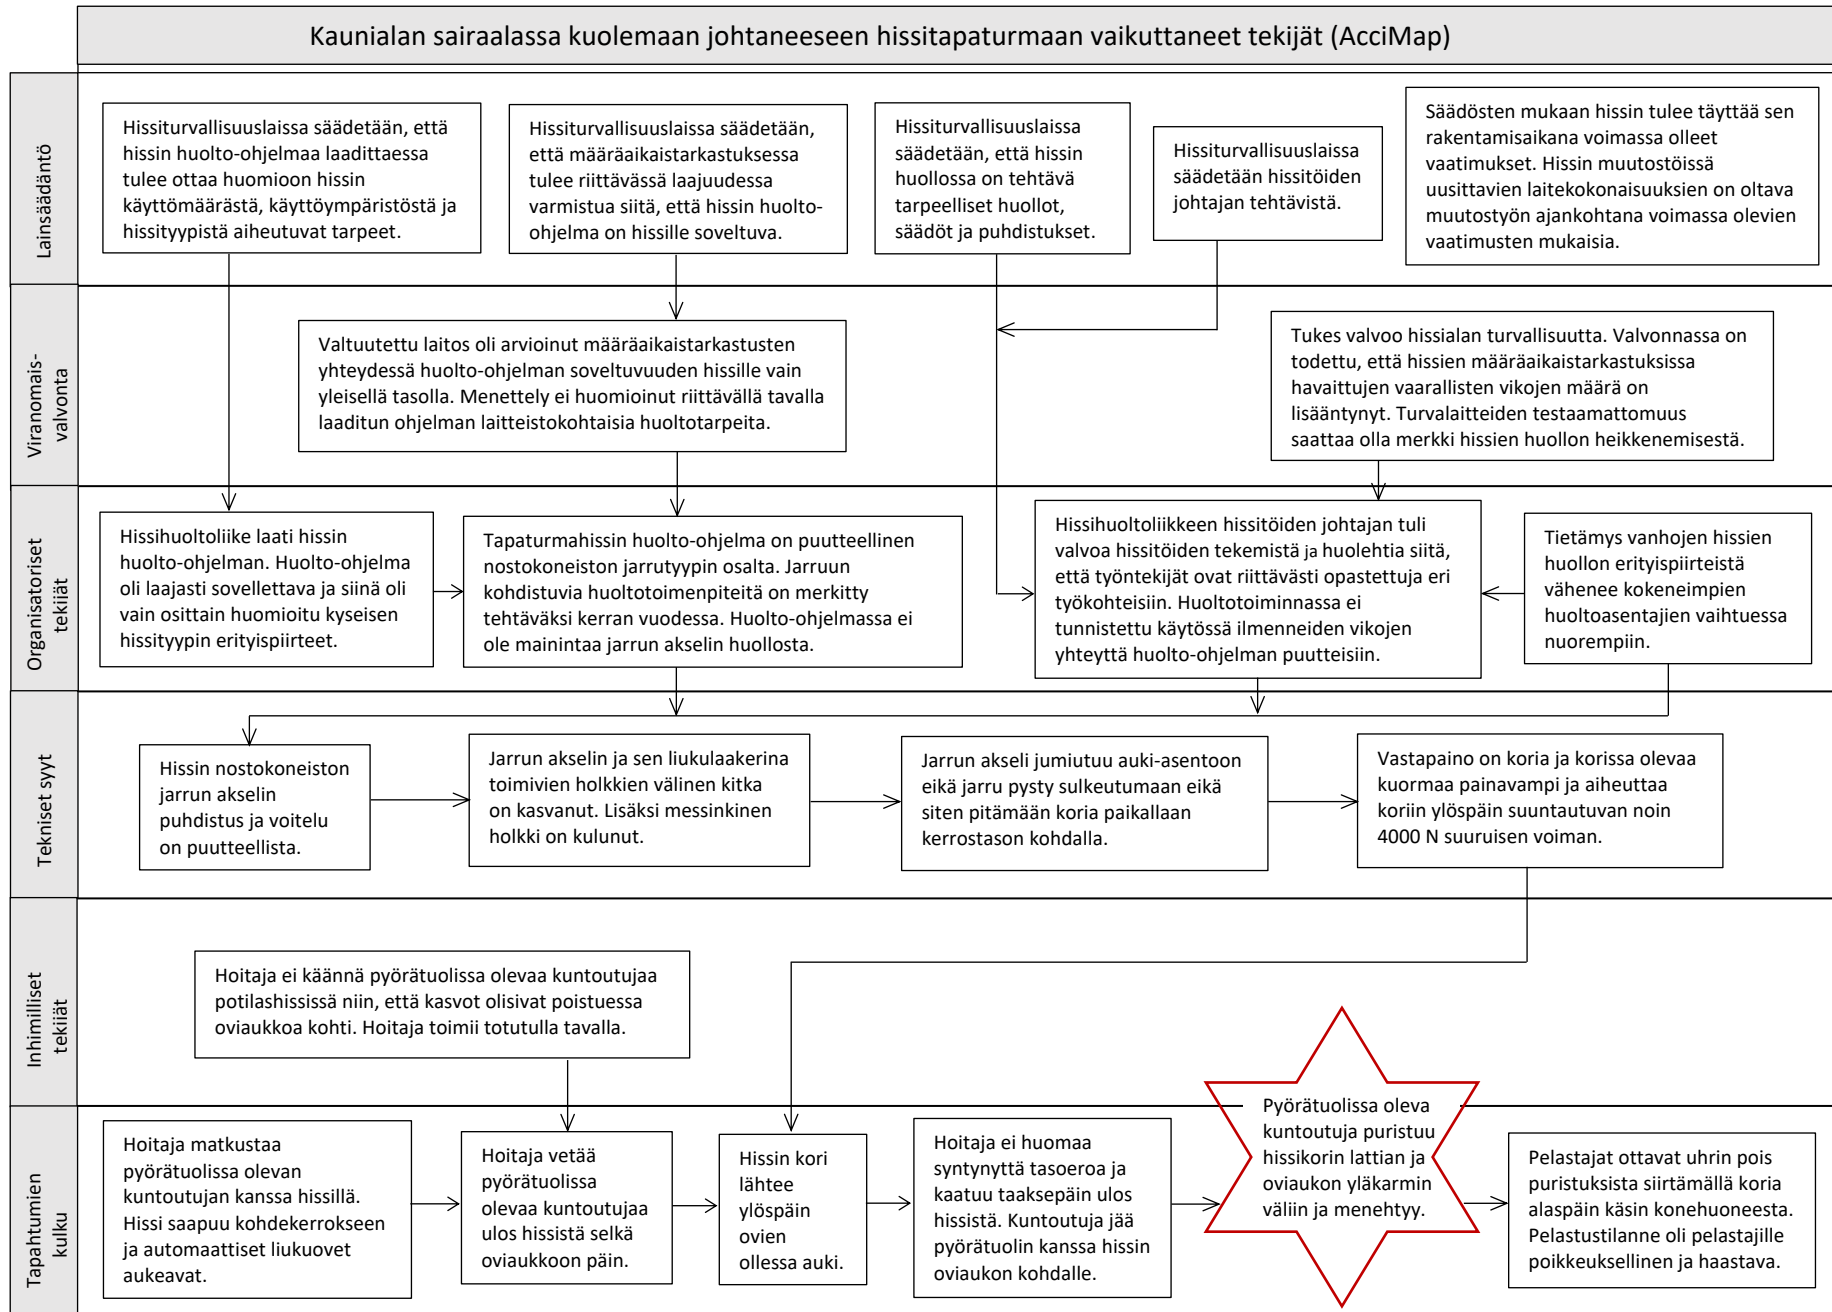 Kaunialan sairaalassa kuolemaan johtaneeseen hissitapaturmaan vaikuttaneet tekijät (AcciMap)
Lainsäädäntö
Hissiturvallisuuslaissa säädetään, että
hissin huolto-ohjelmaa laadittaessa
tulee ottaa huomioon hissin
käyttömäärästä, käyttöympäristöstä ja
hissityypistä aiheutuvat tarpeet.
Hissiturvallisuuslaissa säädetään,
että määräaikaistarkastuksessa
tulee riittävässä laajuudessa
varmistua siitä, että hissin huolto-
ohjelma on hissille soveltuva.
Hissiturvallisuuslaissa
säädetään, että hissin
huollossa on tehtävä
tarpeelliset huollot,
säädöt ja puhdistukset.
Hissiturvallisuuslaissa
säädetään hissitöiden
johtajan tehtävistä.
Säädösten mukaan hissin tulee täyttää sen
rakentamisaikana voimassa olleet
vaatimukset. Hissin muutostöissä
uusittavien laitekokonaisuuksien on oltava
muutostyön ajankohtana voimassa olevien
vaatimusten mukaisia.
Viranomais-
valvonta
Valtuutettu laitos oli arvioinut määräaikaistarkastusten
yhteydessä huolto-ohjelman soveltuvuuden hissille vain
yleisellä tasolla. Menettely ei huomioinut riittävällä tavalla
laaditun ohjelman laitteistokohtaisia huoltotarpeita.
Tukes valvoo hissialan turvallisuutta. Valvonnassa on
todettu, että hissien määräaikaistarkastuksissa
havaittujen vaarallisten vikojen määrä on
lisääntynyt. Turvalaitteiden testaamattomuus
saattaa olla merkki hissien huollon heikkenemisestä.
Organisatoriset
tekijät
Hissihuoltoliike laati hissin
huolto-ohjelman. Huolto-ohjelma
oli laajasti sovellettava ja siinä oli
vain osittain huomioitu kyseisen
hissityypin erityispiirteet.
Tapaturmahissin huolto-ohjelma on puutteellinen
nostokoneiston jarrutyypin osalta. Jarruun
kohdistuvia huoltotoimenpiteitä on merkitty
tehtäväksi kerran vuodessa. Huolto-ohjelmassa ei
ole mainintaa jarrun akselin huollosta.
Hissihuoltoliikkeen hissitöiden johtajan tuli
valvoa hissitöiden tekemistä ja huolehtia siitä,
että työntekijät ovat riittävästi opastettuja eri
työkohteisiin. Huoltotoiminnassa ei
tunnistettu käytössä ilmenneiden vikojen
yhteyttä huolto-ohjelman puutteisiin.
Tietämys vanhojen hissien
huollon erityispiirteistä
vähenee kokeneimpien
huoltoasentajien vaihtuessa
nuorempiin.
Tekniset syyt
Hissin nostokoneiston
jarrun akselin
puhdistus ja voitelu
on puutteellista.
Jarrun akselin ja sen liukulaakerina
toimivien holkkien välinen kitka
on kasvanut. Lisäksi messinkinen
holkki on kulunut.
Jarrun akseli jumiutuu auki-asentoon
eikä jarru pysty sulkeutumaan eikä
siten pitämään koria paikallaan
kerrostason kohdalla.
Vastapaino on koria ja korissa olevaa
kuormaa painavampi ja aiheuttaa
koriin ylöspäin suuntautuvan noin
4000 N suuruisen voiman.
Inhimilliset
tekijät
Hoitaja ei käännä pyörätuolissa olevaa kuntoutujaa
potilashississä niin, että kasvot olisivat poistuessa
oviaukkoa kohti. Hoitaja toimii totutulla tavalla.
Tapahtumien
kulku
Hoitaja matkustaa
pyörätuolissa olevan
kuntoutujan kanssa hissillä.
Hissi saapuu kohdekerrokseen
ja automaattiset liukuovet
aukeavat.
Hoitaja vetää
pyörätuolissa
olevaa kuntoutujaa
ulos hissistä selkä
oviaukkoon päin.
Hissin kori
lähtee
ylöspäin
ovien
ollessa auki.
Hoitaja ei huomaa
syntynyttä tasoeroa ja
kaatuu taaksepäin ulos
hissistä. Kuntoutuja jää
pyörätuolin kanssa hissin
oviaukon kohdalle.
Pyörätuolissa oleva
kuntoutuja puristuu
hissikorin lattian ja
oviaukon yläkarmin
väliin ja menehtyy.
Pelastajat ottavat uhrin pois
puristuksista siirtämällä koria
alaspäin käsin konehuoneesta.
Pelastustilanne oli pelastajille
poikkeuksellinen ja haastava.